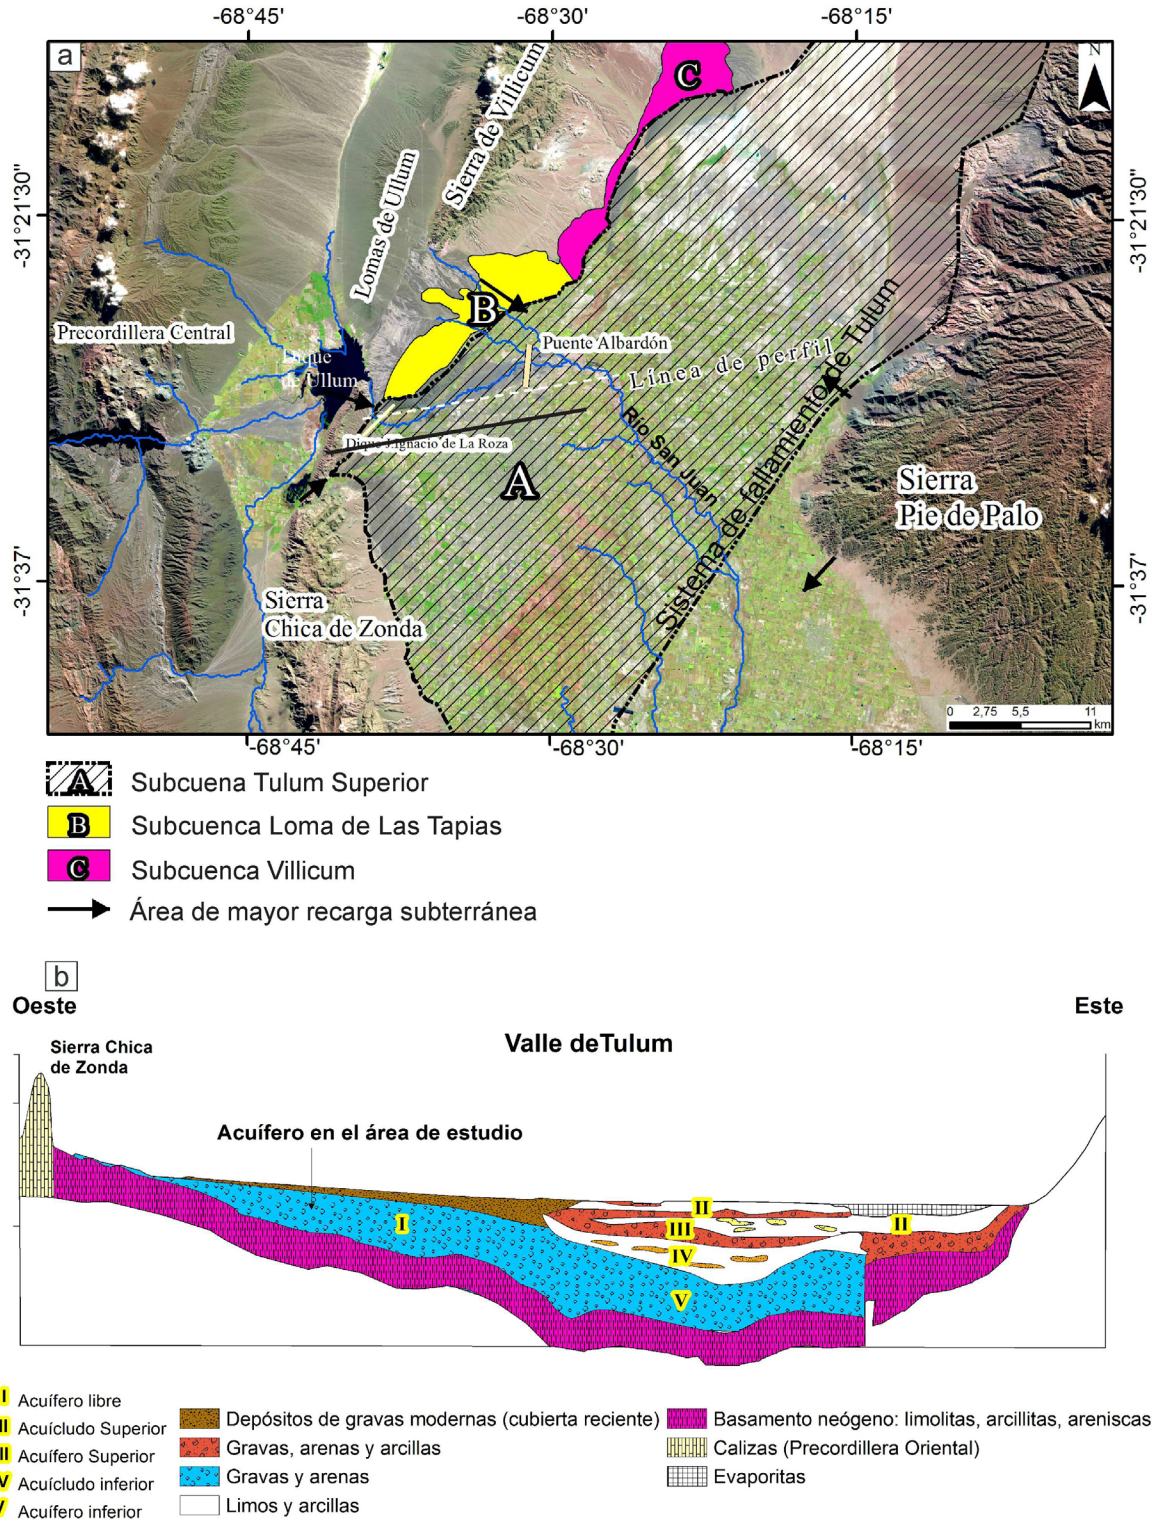 -68°45'
-68°30'
-68°15'
a
N
C
Sierra de Villicum
Lomas de Ullum
-31°21'30"
-31°21'30"
B
Precordillera Central
Dique
de Ullum
Puente Albardón
Línea de perfil
Sistema de fallamiento de Tulum
Río San Juan
Dique J.Ignacio de La Roza
A
Sierra
Pie de Palo
-31°37'
-31°37'
Sierra
Chica de Zonda
0 2,75 5,5 11
km
-68°45'
-68°30'
-68°15'
A Subcuena Tulum Superior
B Subcuenca Loma de Las Tapias
C Subcuenca Villicum
Área de mayor recarga subterránea
b
Oeste
Este
Sierra Chica
de Zonda
Valle deTulum
Acuífero en el área de estudio
I
II
III
II
IV
V
I Acuífero libre
II Acuícludo Superior
II Acuífero Superior
V Acuícludo inferior
V Acuífero inferior
Depósitos de gravas modernas (cubierta reciente)
Gravas, arenas y arcillas
Gravas y arenas
Limos y arcillas
Basamento neógeno: limolitas, arcillitas, areniscas
Calizas (Precordillera Oriental)
Evaporitas